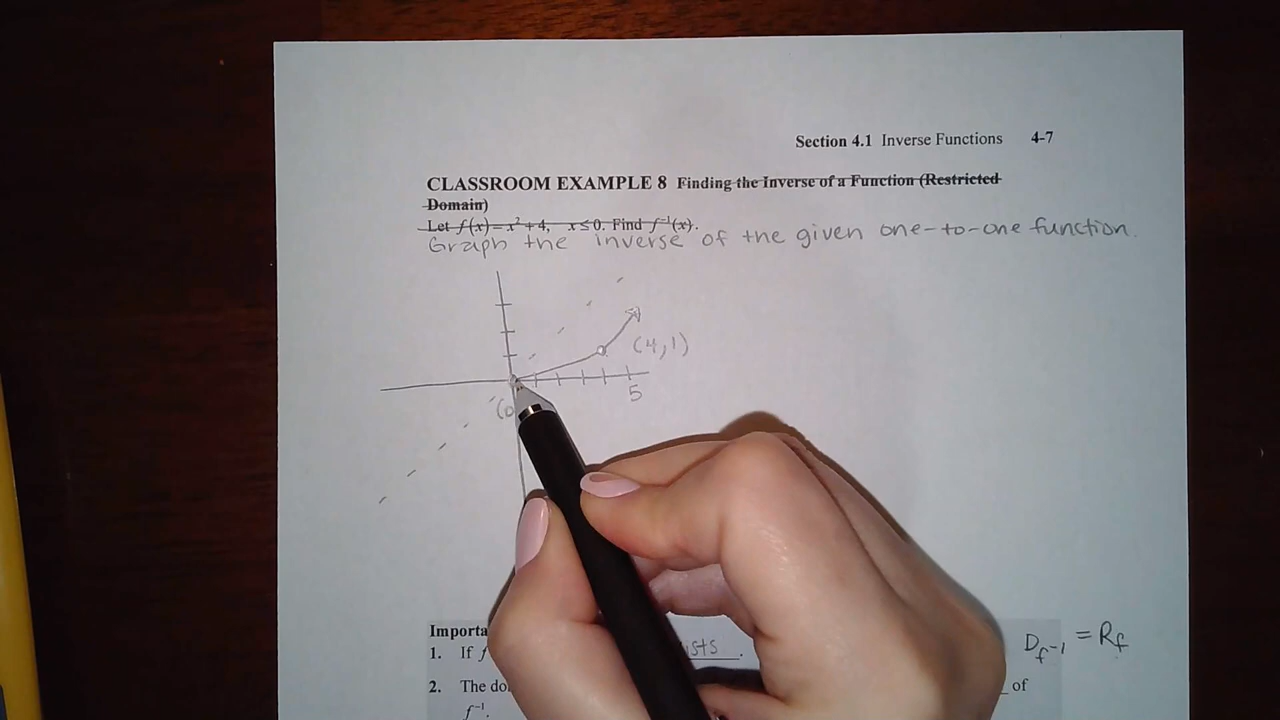 Section 4.1 Inverse Functions 4-7
CLASSROOM EXAMPLE 8 Finding the Inverse of a Function (Restricted
Domain)
Let f(x) = x² + 4, x ≤ 0. Find f⁻¹(x).
Graph the inverse of the given one-to-one function.
(4,1)
5
(0
Importa
1. If f ists .
D_f⁻¹ = R_f
2. The do of
f⁻¹.